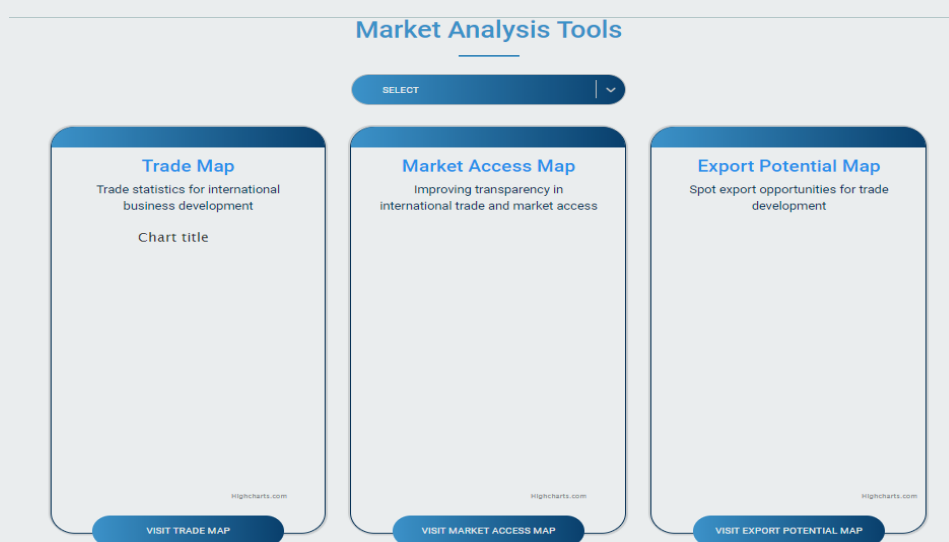 Market Analysis Tools
SELECT
Trade Map
Trade statistics for international
business development
Chart title
Highcharts.com
VISIT TRADE MAP
Market Access Map
Improving transparency in
international trade and market access
Highcharts.com
VISIT MARKET ACCESS MAP
Export Potential Map
Spot export opportunities for trade
development
Highcharts.com
VISIT EXPORT POTENTIAL MAP